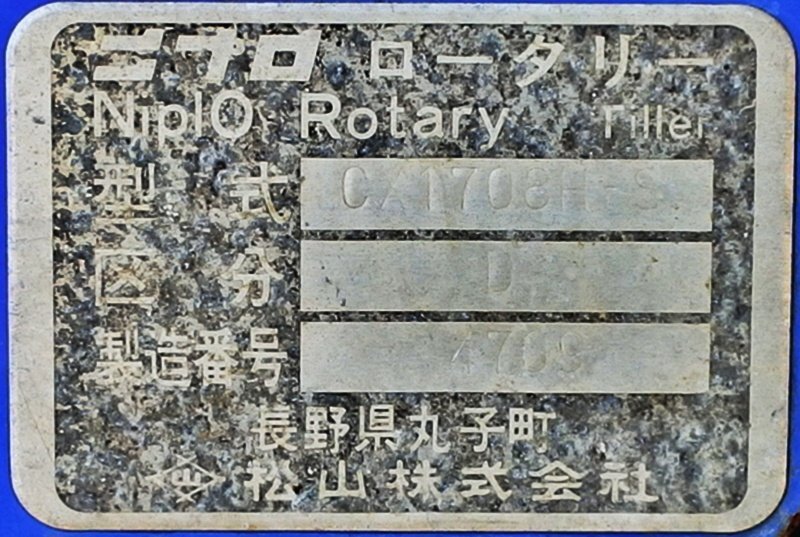 ニプロ ロータリー
NiplO Rotary Tiller
型式 CX1708H-S
区分 D
製造番号
長野県丸子町
松山株式会社